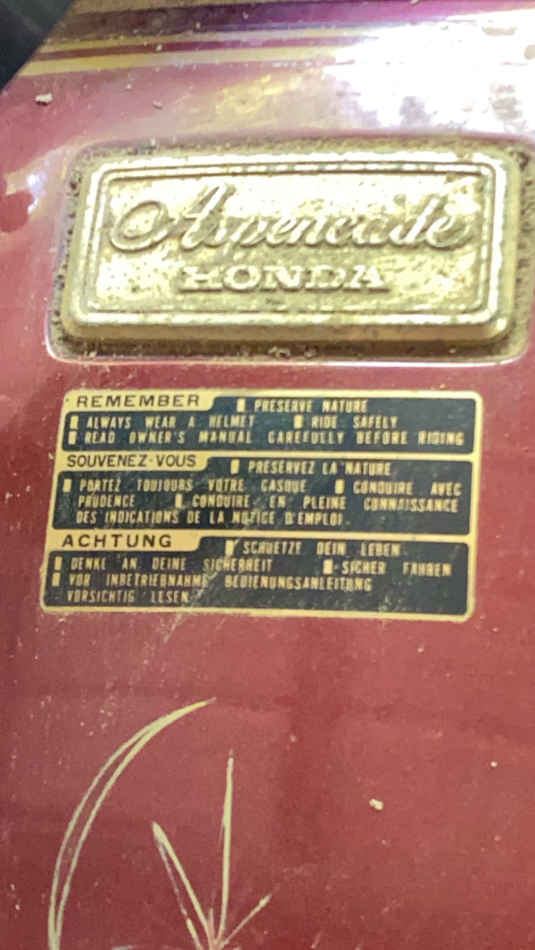 Aspencade
HONDA
REMEMBER PRESERVE NATURE
ALWAYS WEAR A HELMET RIDE SAFELY
READ OWNER'S MANUAL CAREFULLY BEFORE RIDING
SOUVENEZ-VOUS PRESERVEZ LA NATURE
PORTEZ TOUJOURS VOTRE CASQUE CONDUIRE AVEC
PRUDENCE CONDUIRE EN PLEINE CONNAISSANCE
DES INDICATIONS DE LA NOTICE D'EMPLOI.
ACHTUNG SCHUETZE DEIN LEBEN
DENKE AN DEINE SICHERHEIT SICHER FAHREN
VOR INBETRIEBNAHME BEDIENUNGSANLEITUNG
VORSICHTIG LESEN